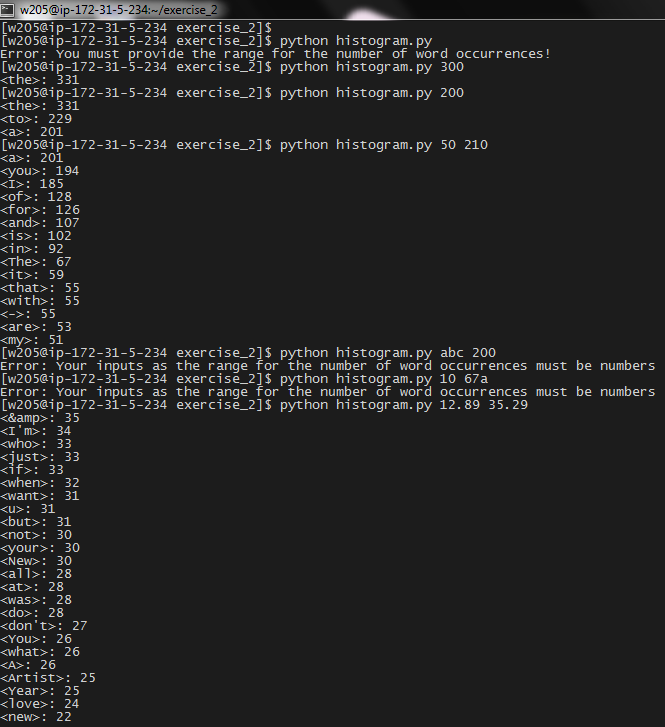 w205@ip-172-31-5-234:~/exercise_2
[w205@ip-172-31-5-234 exercise_2]$
[w205@ip-172-31-5-234 exercise_2]$ python histogram.py
Error: You must provide the range for the number of word occurrences!
[w205@ip-172-31-5-234 exercise_2]$ python histogram.py 300
<the>: 331
[w205@ip-172-31-5-234 exercise_2]$ python histogram.py 200
<the>: 331
<to>: 229
<a>: 201
[w205@ip-172-31-5-234 exercise_2]$ python histogram.py 50 210
<a>: 201
<you>: 194
<I>: 185
<of>: 128
<for>: 126
<and>: 107
<is>: 102
<in>: 92
<The>: 67
<it>: 59
<that>: 55
<with>: 55
<->: 55
<are>: 53
<my>: 51
[w205@ip-172-31-5-234 exercise_2]$ python histogram.py abc 200
Error: Your inputs as the range for the number of word occurrences must be numbers
[w205@ip-172-31-5-234 exercise_2]$ python histogram.py 10 67a
Error: Your inputs as the range for the number of word occurrences must be numbers
[w205@ip-172-31-5-234 exercise_2]$ python histogram.py 12.89 35.29
<&amp>: 35
<I'm>: 34
<who>: 33
<just>: 33
<if>: 33
<when>: 32
<want>: 31
<u>: 31
<but>: 31
<not>: 30
<your>: 30
<New>: 30
<all>: 28
<at>: 28
<was>: 28
<do>: 28
<don't>: 27
<You>: 26
<what>: 26
<A>: 26
<Artist>: 25
<Year>: 25
<love>: 24
<new>: 22